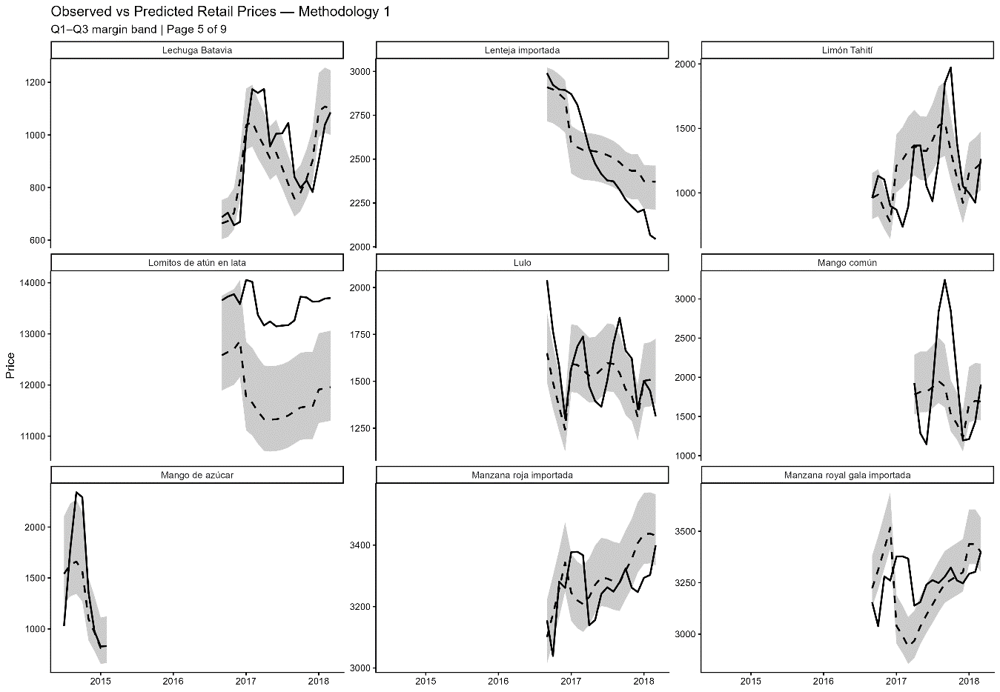 Observed vs Predicted Retail Prices — Methodology 1
Q1–Q3 margin band | Page 5 of 9
Lechuga Batavia
Lenteja importada
Limón Tahití
1200
1000
800
600
3000
2750
2500
2250
2000
2000
1500
1000
Lomitos de atún en lata
Lulo
Mango común
Price
14000
13000
12000
11000
2000
1750
1500
1250
3000
2500
2000
1500
1000
Mango de azúcar
Manzana roja importada
Manzana royal gala importada
2000
1500
1000
3400
3200
3000
3500
3250
3000
2015 2016 2017 2018
2015 2016 2017 2018
2015 2016 2017 2018